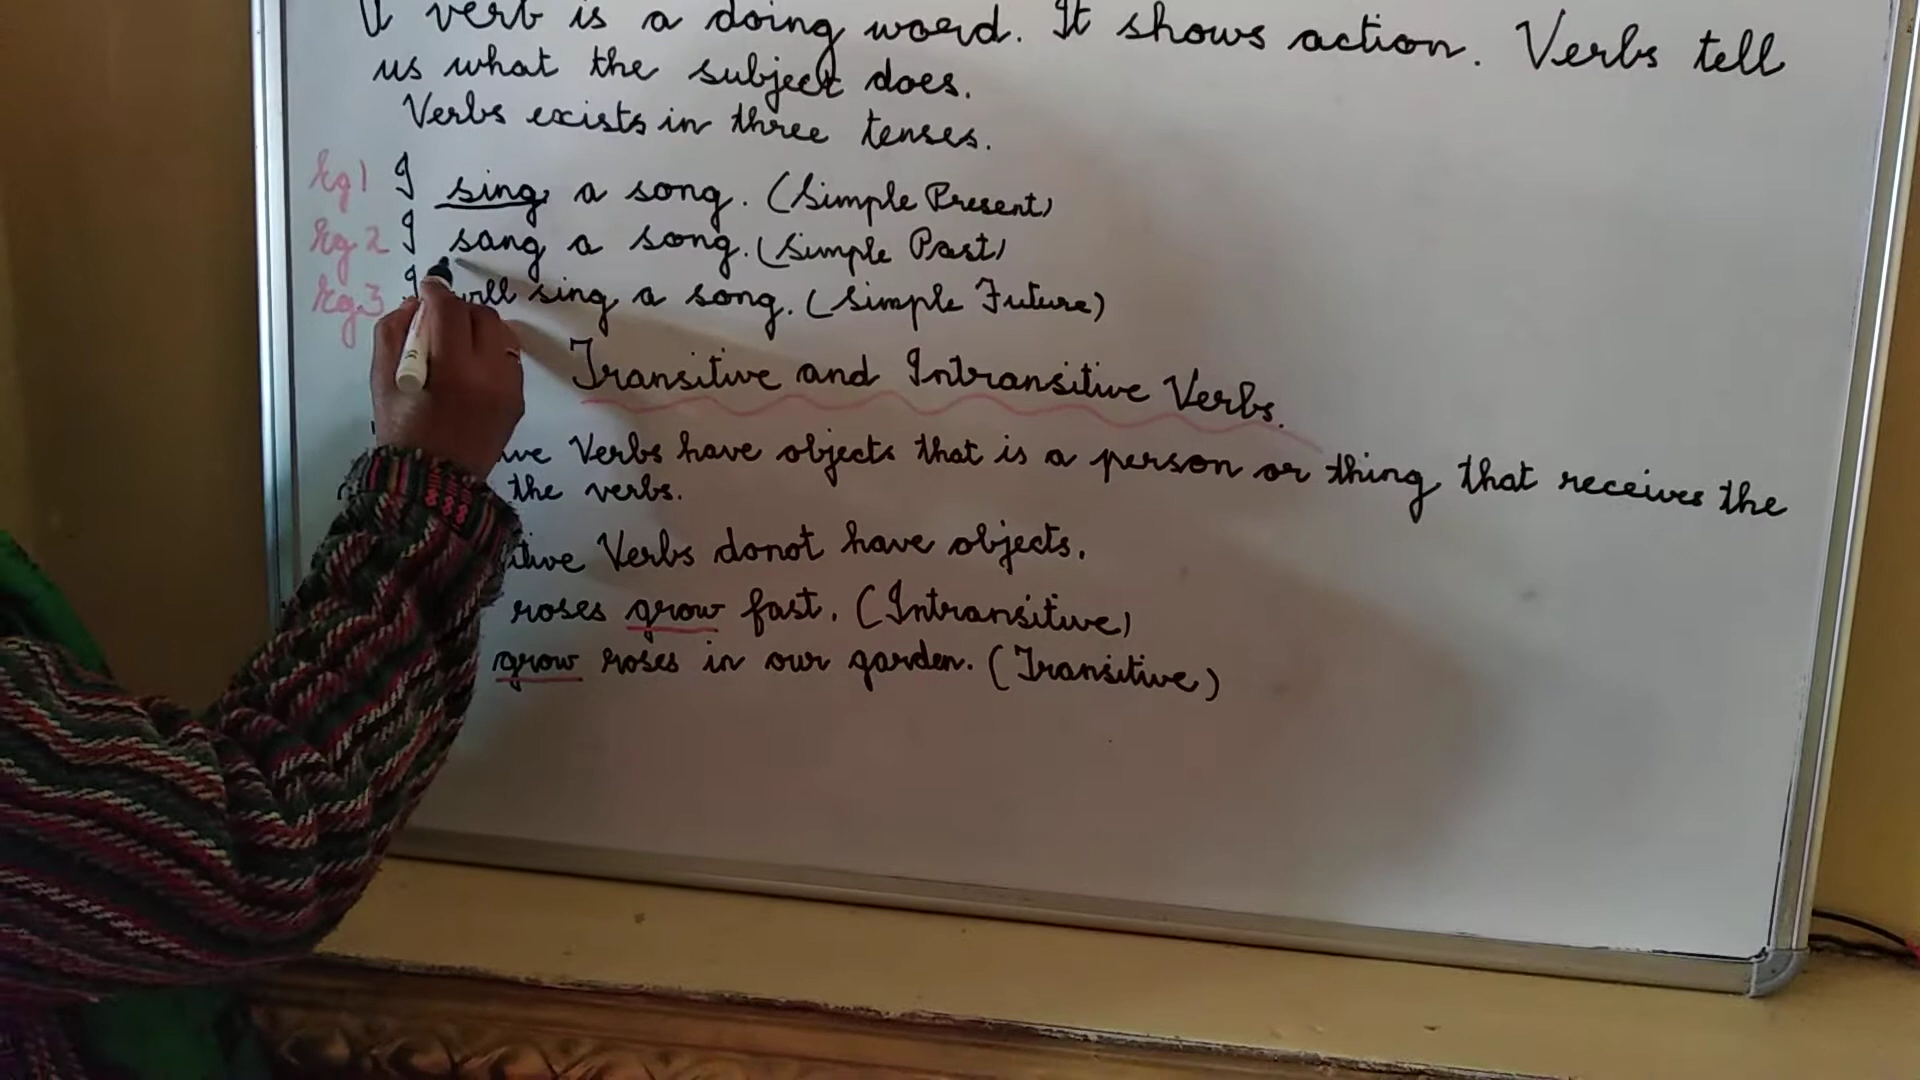 A verb is a doing word. It shows action. Verbs tell
us what the subject does.
Verbs exists in three tenses.
Eg1 I sing a song. (Simple Present)
Eg2 I sang a song. (Simple Past)
Eg3 I will sing a song. (Simple Future)
Transitive and Intransitive Verbs.
Verbs have objects that is a person or thing that receives the
the verbs.
Verbs donot have objects.
roses grow fast. (Intransitive)
grow roses in our garden. (Transitive)